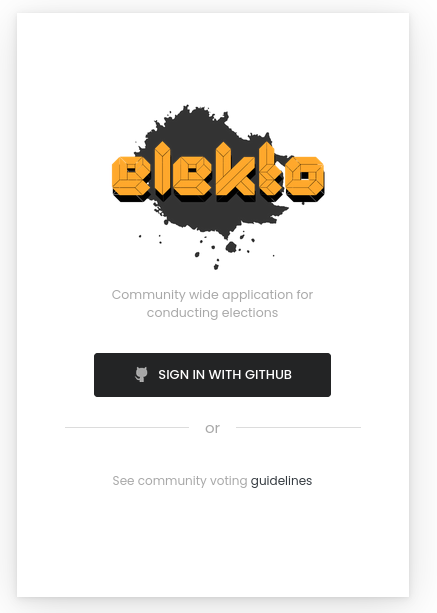 elekto
Community wide application for
conducting elections
SIGN IN WITH GITHUB
or
See community voting guidelines